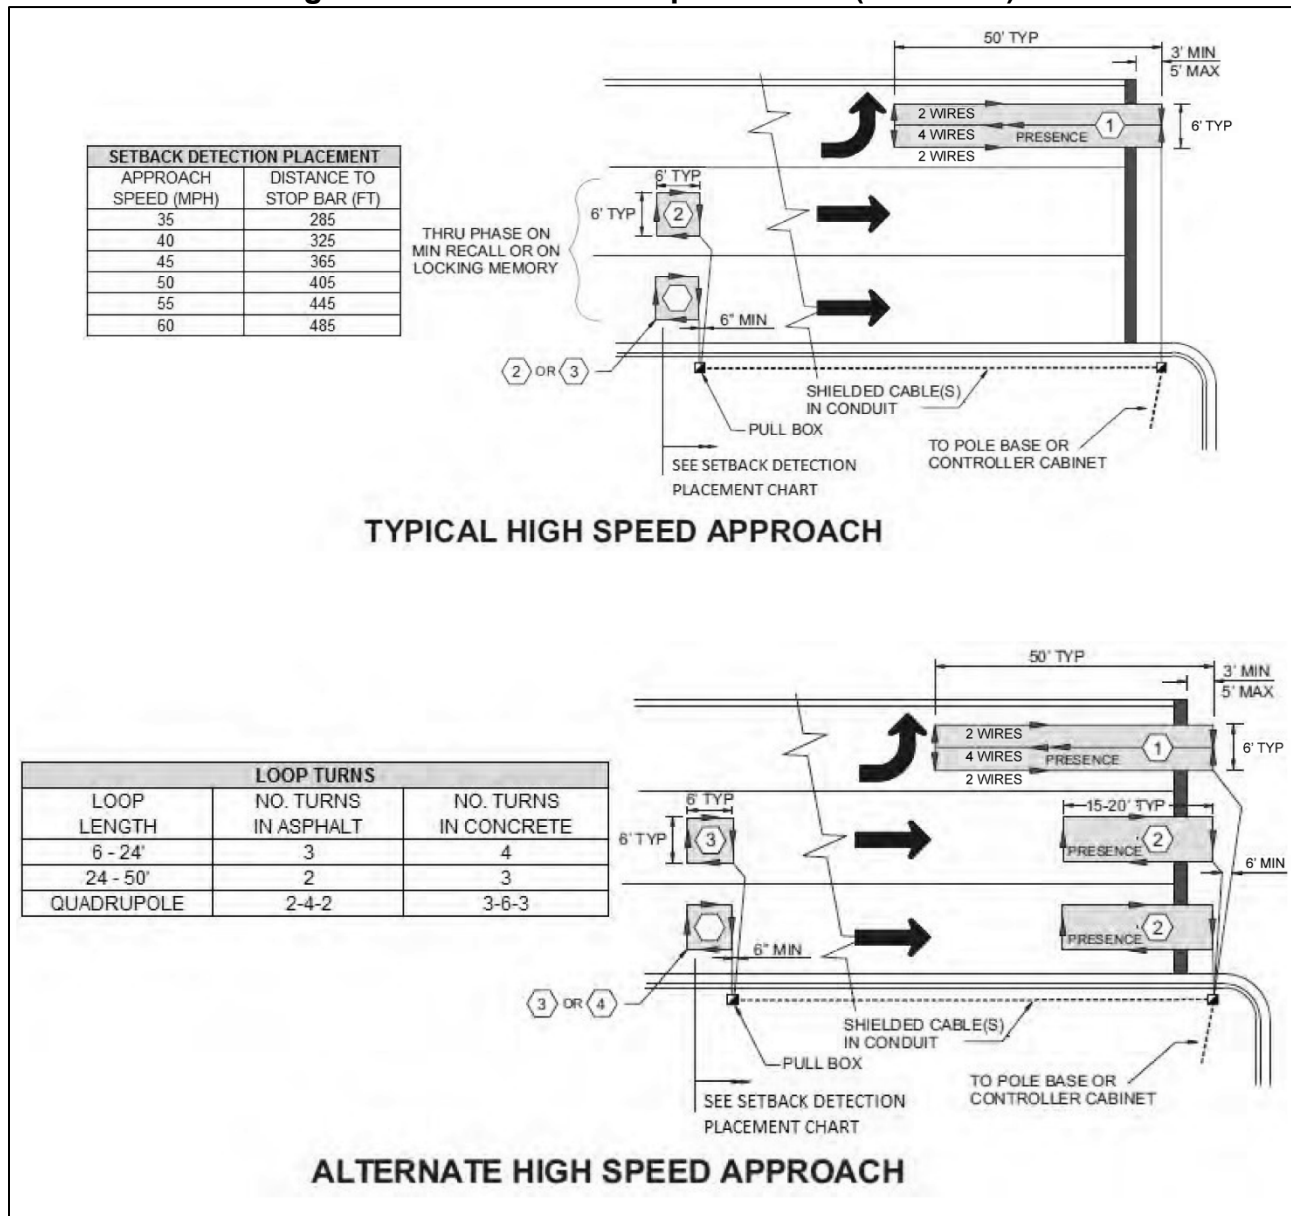 50' TYP
3' MIN
5' MAX
2 WIRES
4 WIRES
PRESENCE
1
6' TYP
2 WIRES
SETBACK DETECTION PLACEMENT
APPROACH SPEED (MPH) DISTANCE TO STOP BAR (FT)
35 285
40 325
45 365
50 405
55 445
60 485
THRU PHASE ON
MIN RECALL OR ON
LOCKING MEMORY
6' TYP
6' TYP
2
6" MIN
2 OR 3
SHIELDED CABLE(S)
IN CONDUIT
PULL BOX
TO POLE BASE OR
CONTROLLER CABINET
SEE SETBACK DETECTION
PLACEMENT CHART
TYPICAL HIGH SPEED APPROACH
50' TYP
3' MIN
5' MAX
2 WIRES
4 WIRES
PRESENCE
1
6' TYP
2 WIRES
LOOP TURNS
LOOP LENGTH NO. TURNS IN ASPHALT NO. TURNS IN CONCRETE
6 - 24' 3 4
24 - 50' 2 3
QUADRUPOLE 2-4-2 3-6-3
6' TYP
6' TYP
3
15-20' TYP
PRESENCE
2
6' MIN
PRESENCE
2
6" MIN
3 OR 4
SHIELDED CABLE(S)
IN CONDUIT
PULL BOX
TO POLE BASE OR
CONTROLLER CABINET
SEE SETBACK DETECTION
PLACEMENT CHART
ALTERNATE HIGH SPEED APPROACH